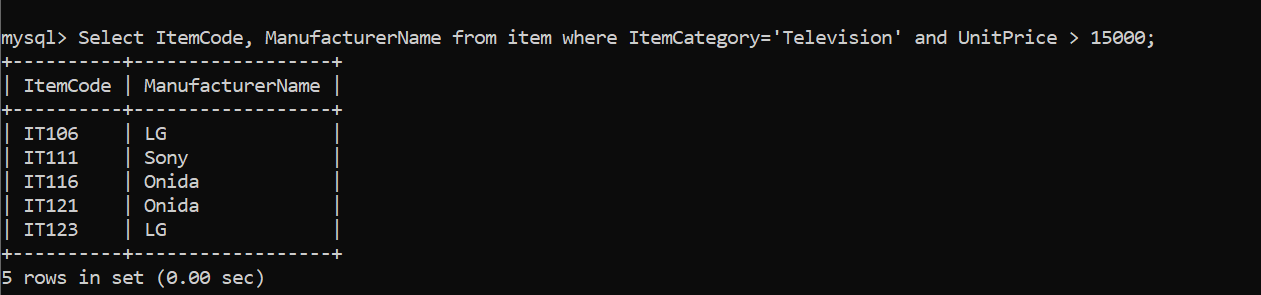 mysql> Select ItemCode, ManufacturerName from item where ItemCategory='Television' and UnitPrice > 15000;
+----------+------------------+
| ItemCode | ManufacturerName |
+----------+------------------+
| IT106    | LG               |
| IT111    | Sony             |
| IT116    | Onida            |
| IT121    | Onida            |
| IT123    | LG               |
+----------+------------------+
5 rows in set (0.00 sec)